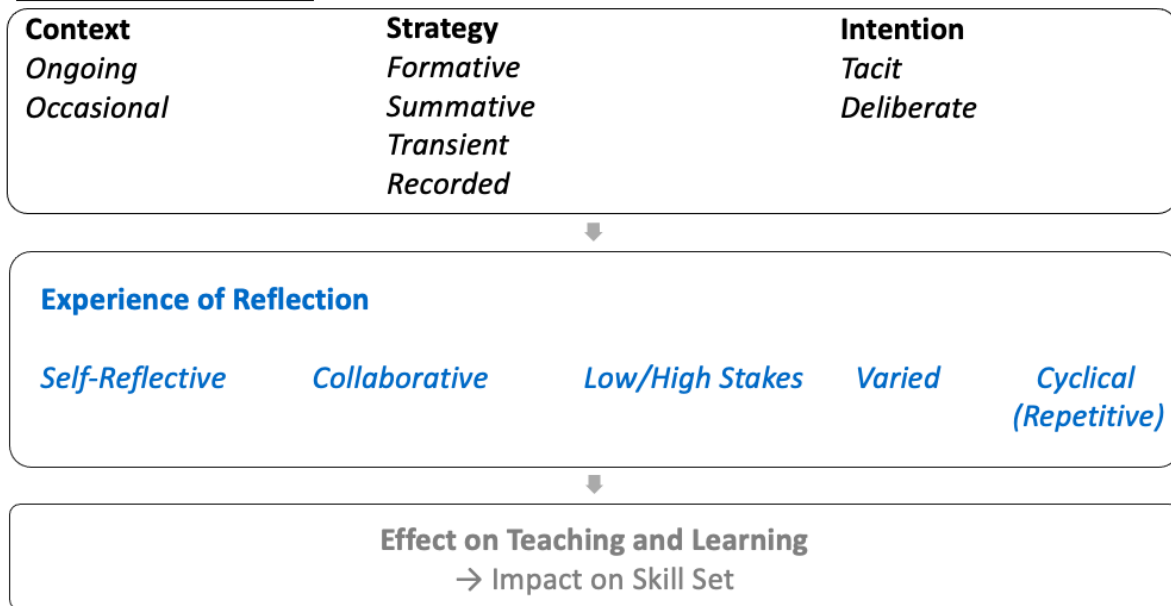 Context
Ongoing
Occasional
Strategy
Formative
Summative
Transient
Recorded
Intention
Tacit
Deliberate
Experience of Reflection
Self-Reflective Collaborative Low/High Stakes Varied Cyclical
(Repetitive)
Effect on Teaching and Learning
→ Impact on Skill Set